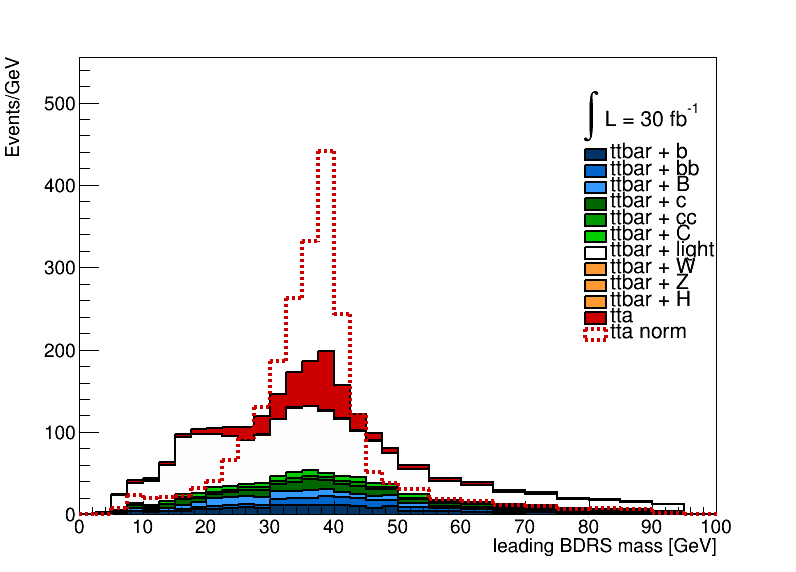 Events/GeV
500
400
300
200
100
0
0 10 20 30 40 50 60 70 80 90 100
leading BDRS mass [GeV]
∫ L = 30 fb⁻¹
ttbar + b
ttbar + bb
ttbar + B
ttbar + c
ttbar + cc
ttbar + C
ttbar + light
ttbar + W
ttbar + Z
ttbar + H
tta
tta norm